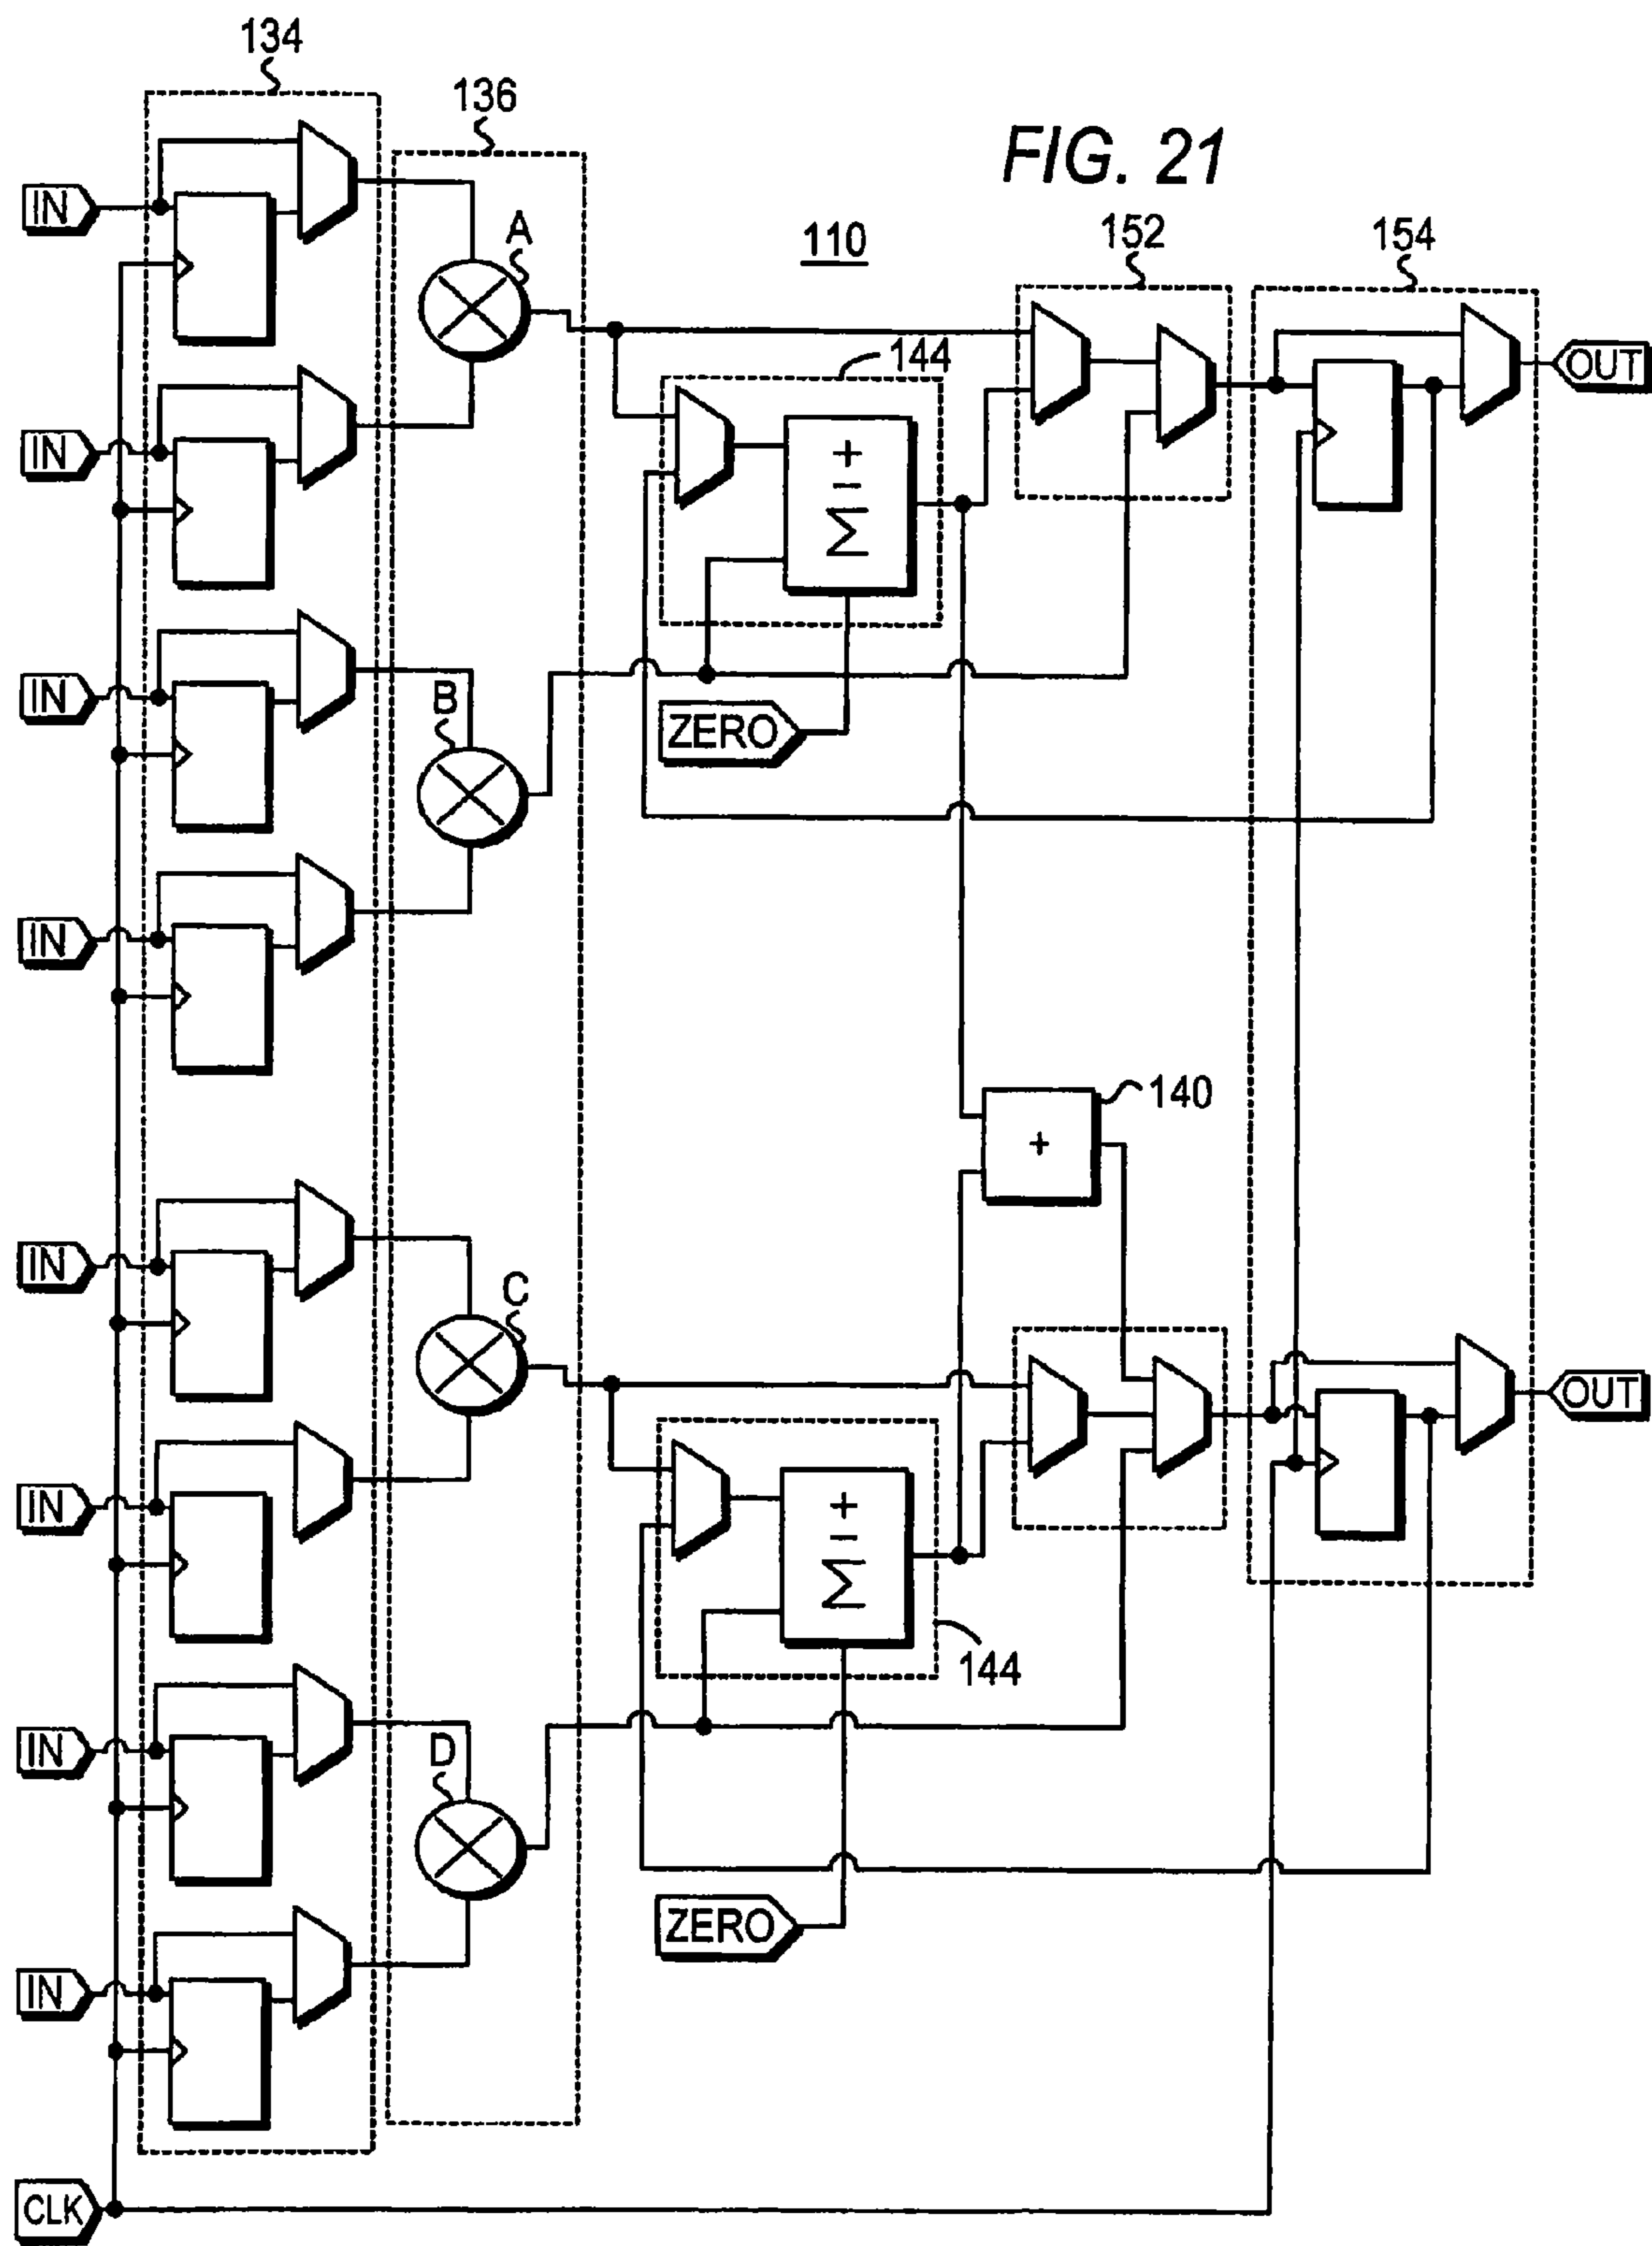 134
136
FIG. 21
IN
A
110
152
154
144
OUT
IN
Σ ± +
IN
B
ZERO
IN
140
+
IN
C
OUT
IN
Σ ± +
144
IN
D
ZERO
IN
CLK